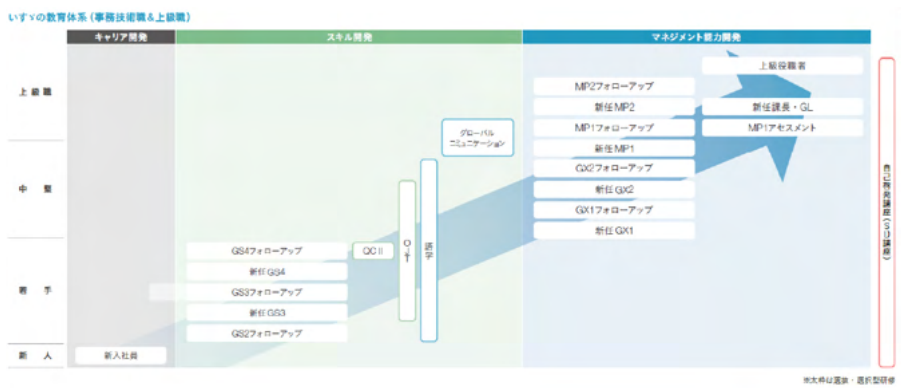 いすゞの教育体系(事務技術職&上級職)
キャリア開発
スキル開発
マネジメント能力開発
上級職
中堅
若手
新人
上級役職者
MP2フォローアップ
新任MP2
新任課長・GL
MP1フォローアップ
MP1アセスメント
新任MP1
GX2フォローアップ
新任GX2
GX1フォローアップ
新任GX1
グローバル
コミュニケーション
GS4フォローアップ
QCⅡ
OJT
語学
新任GS4
GS3フォローアップ
新任GS3
GS2フォローアップ
新入社員
自己啓発講座(SD講座)
※太枠は選抜・選択型研修